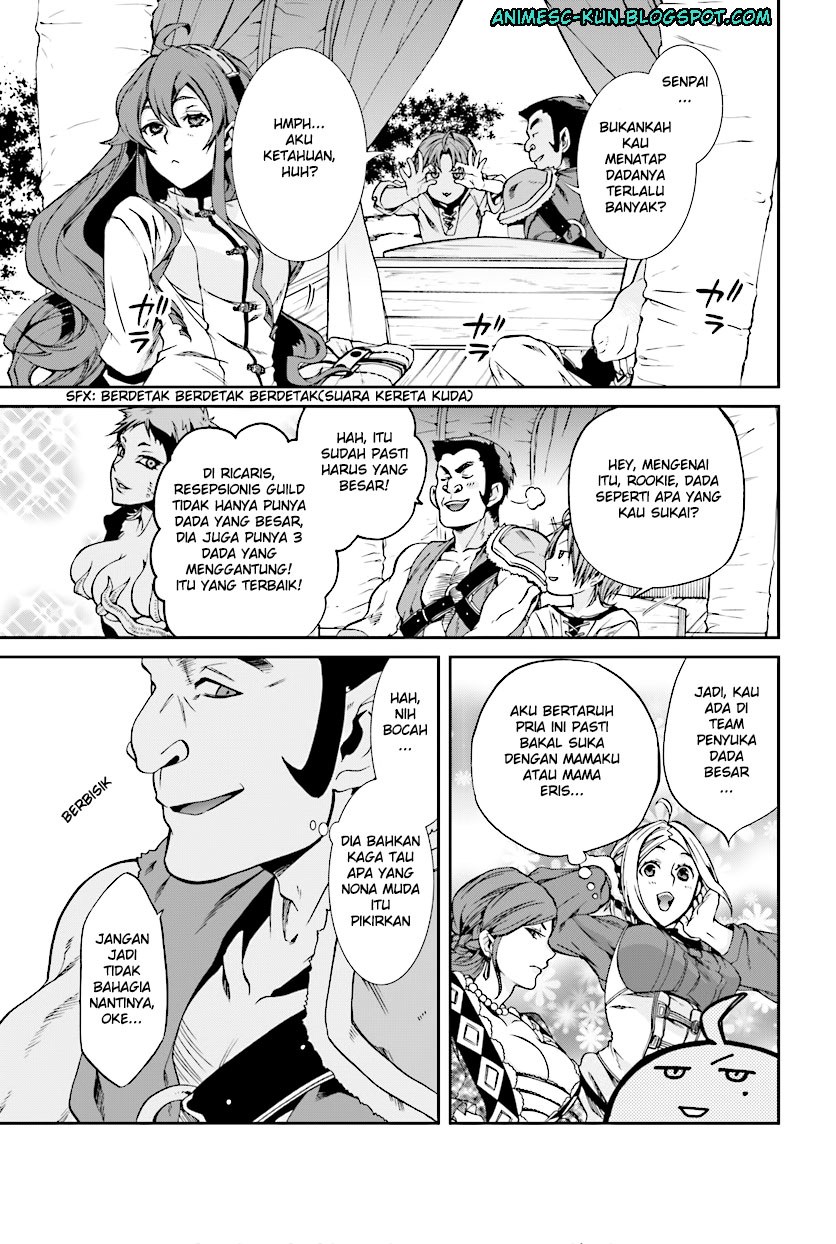 ANIMESC-KUN.BLOGSPOT.COM
SENPAI
...
BUKANKAH
KAU
MENATAP
DADANYA
TERLALU
BANYAK?
HMPH...
AKU
KETAHUAN,
HUH?
ガ゙
ガ゙
ガ゙
SFX: BERDETAK BERDETAK BERDETAK(SUARA KERETA KUDA)
HEY, MENGENAI
ITU, ROOKIE, DADA
SEPERTI APA YANG
KAU SUKAI?
HAH, ITU
SUDAH PASTI
HARUS YANG
BESAR!
DI RICARIS,
RESEPSIONIS GUILD
TIDAK HANYA PUNYA
DADA YANG BESAR,
DIA JUGA PUNYA 3
DADA YANG
MENGGANTUNG!
ITU YANG TERBAIK!
JADI, KAU
ADA DI
TEAM
PENYUKA
DADA
BESAR
...
AKU BERTARUH
PRIA INI PASTI
BAKAL SUKA
DENGAN MAMAKU
ATAU MAMA
ERIS...
HAH,
NIH
BOCAH
...
DIA BAHKAN
KAGA TAU
APA YANG
NONA MUDA
ITU
PIKIRKAN
BERBISIK
JANGAN
JADI
TIDAK
BAHAGIA
NANTINYA,
OKE...